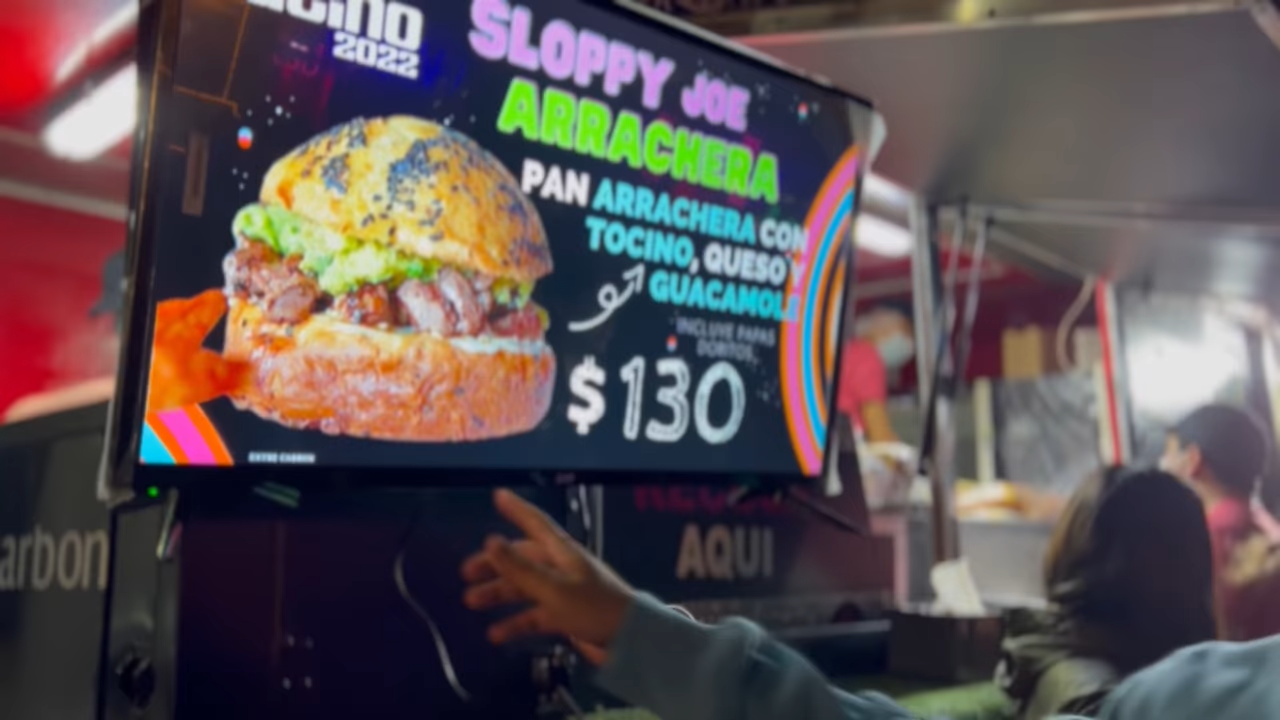 2022
SLOPPY JOE
ARRACHERA
PAN ARRACHERA CON
TOCINO, QUESO Y
GUACAMOLE
INCLUYE PAPAS
DORITOS.
$130
arbon
AQUI